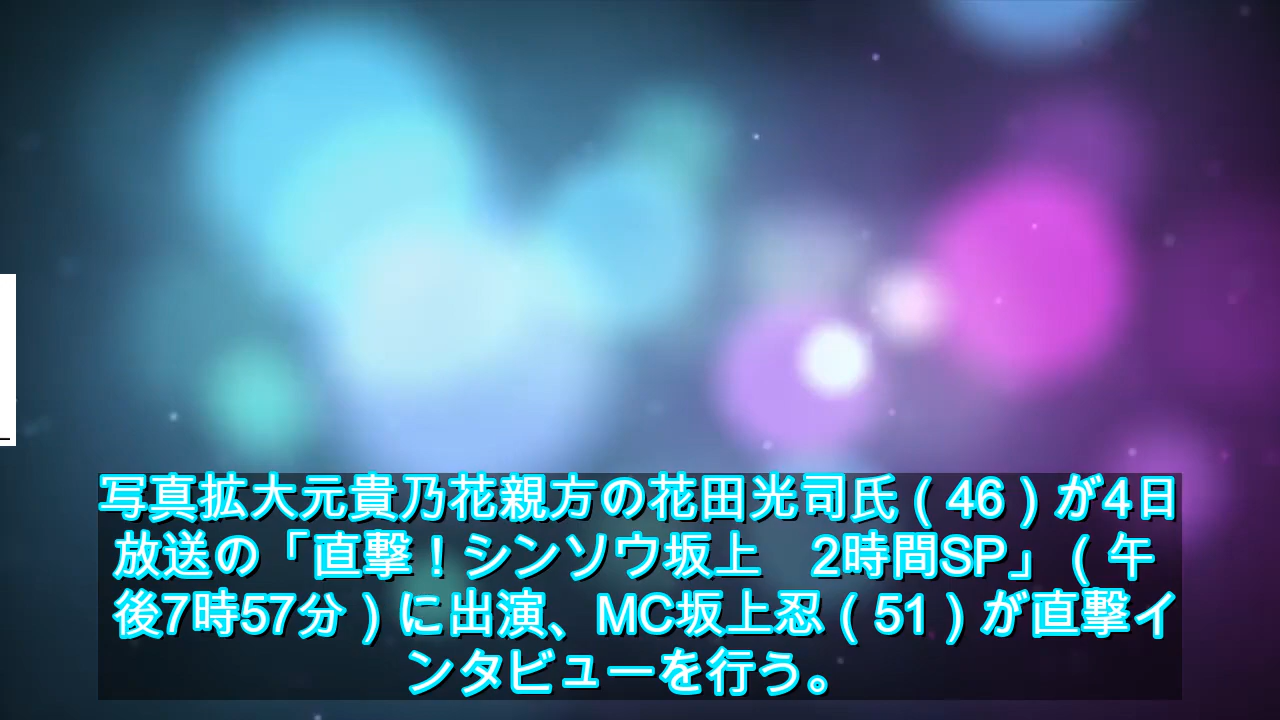 写真拡大元貴乃花親方の花田光司氏（46）が4日
放送の「直撃！シンソウ坂上　2時間SP」（午
後7時57分）に出演、MC坂上忍（51）が直撃イ
ンタビューを行う。